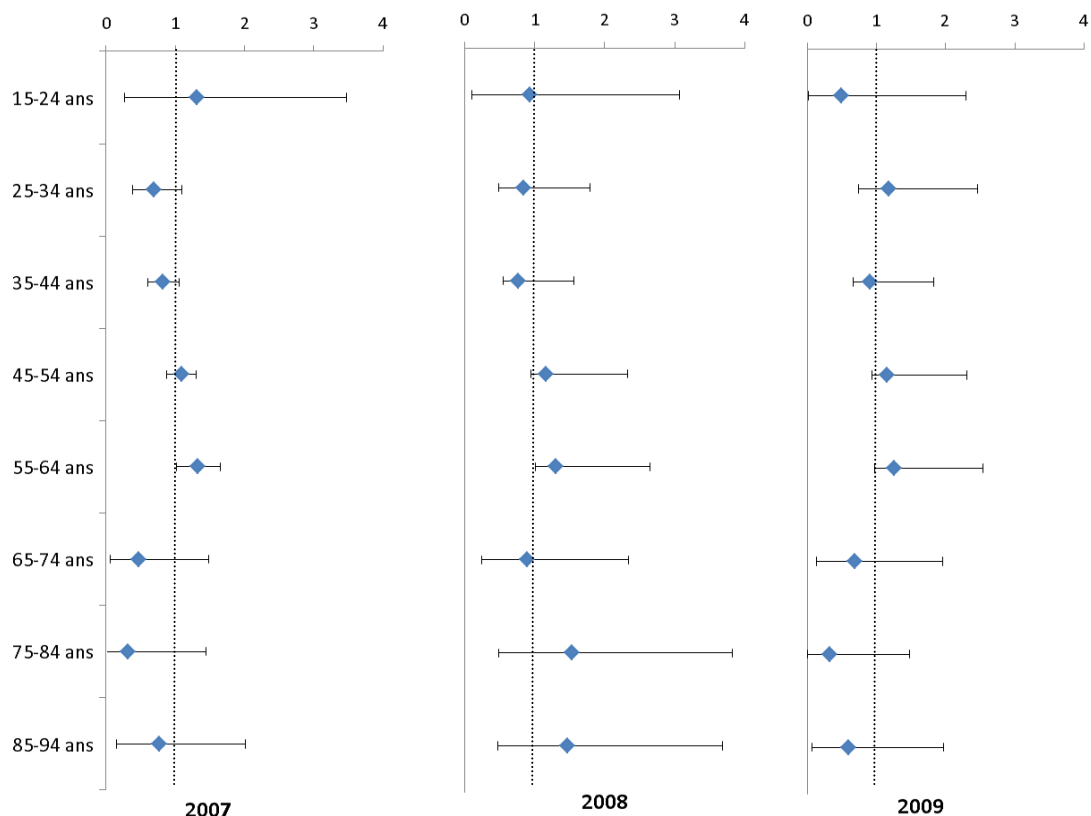 0 1 2 3 4
0 1 2 3 4
0 1 2 3 4
15-24 ans
25-34 ans
35-44 ans
45-54 ans
55-64 ans
65-74 ans
75-84 ans
85-94 ans
2007
2008
2009